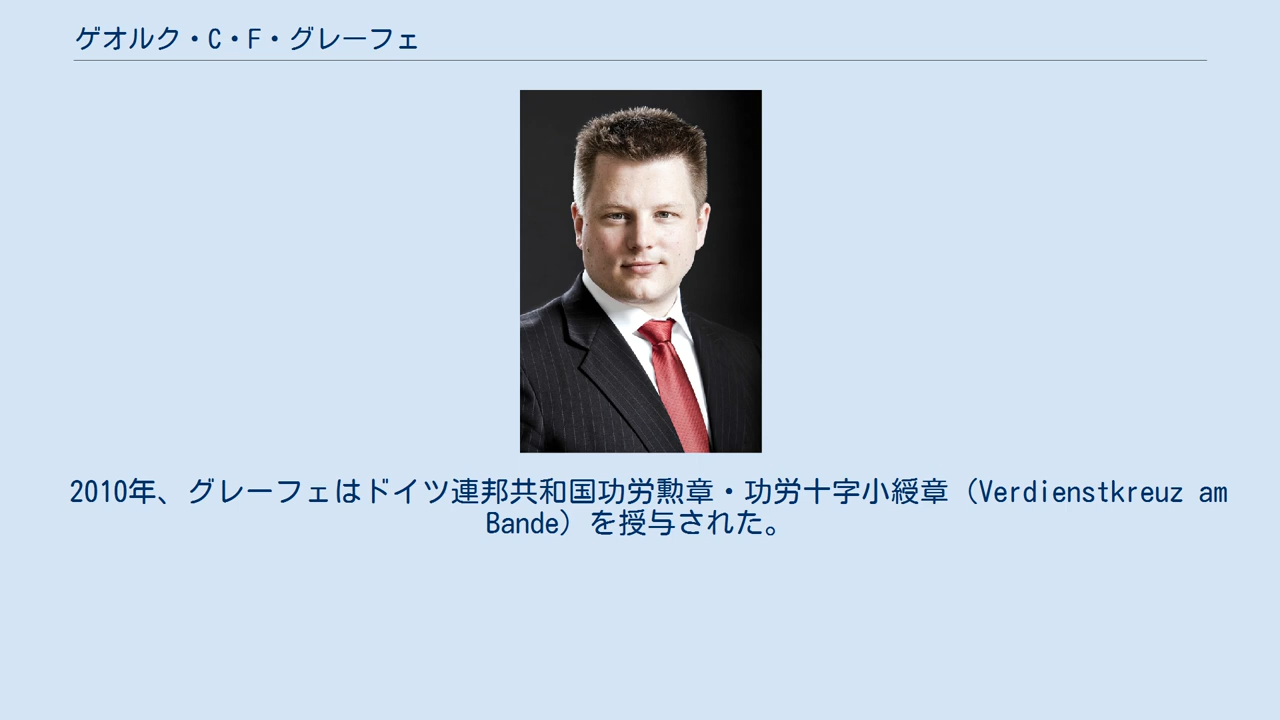 ゲオルク・C・F・グレーフェ
2010年、グレーフェはドイツ連邦共和国功労勲章・功労十字小綬章（Verdienstkreuz am
Bande）を授与された。